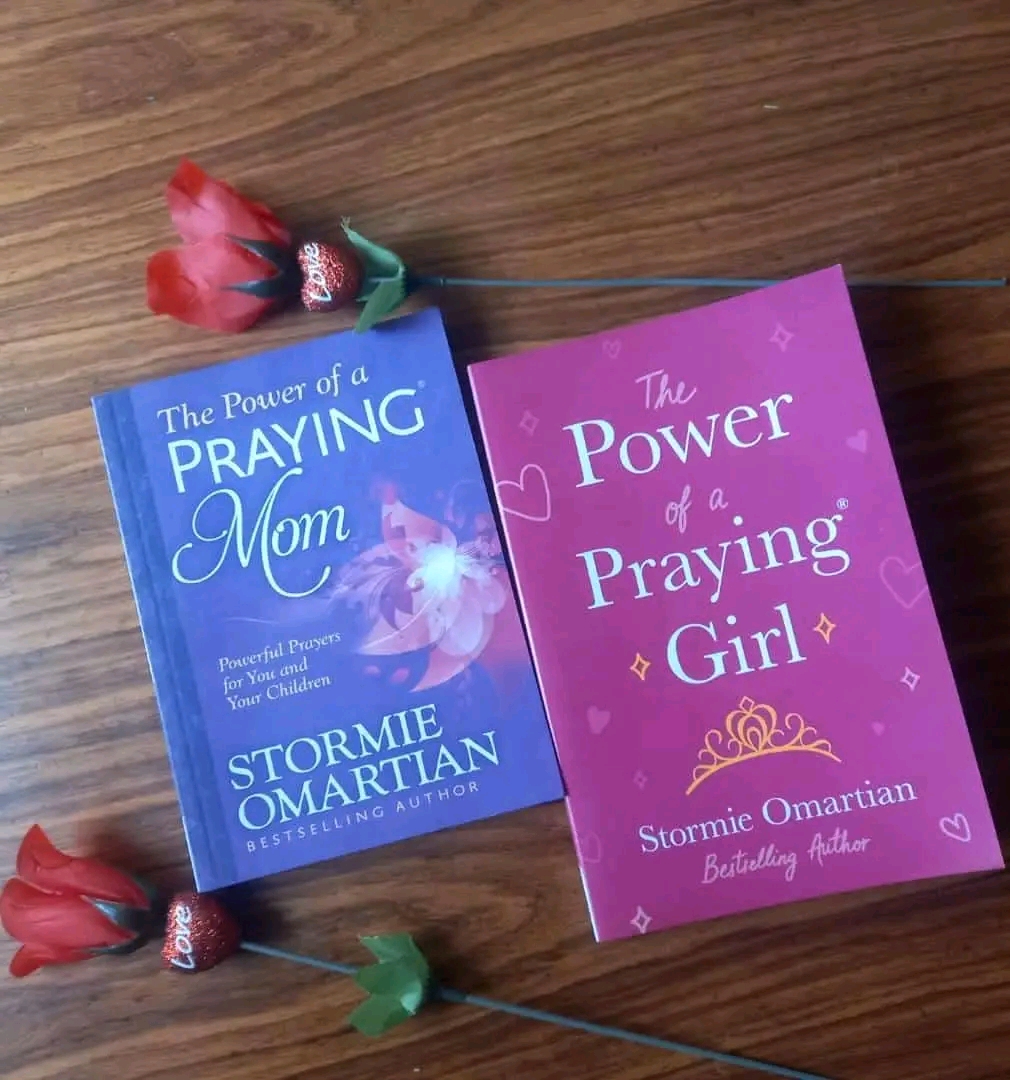 Love
The Power of a
PRAYING®
Mom
Powerful Prayers
for You and
Your Children
STORMIE
OMARTIAN
BESTSELLING AUTHOR
The
Power
of a
Praying®
Girl
Stormie Omartian
Bestselling Author
Love